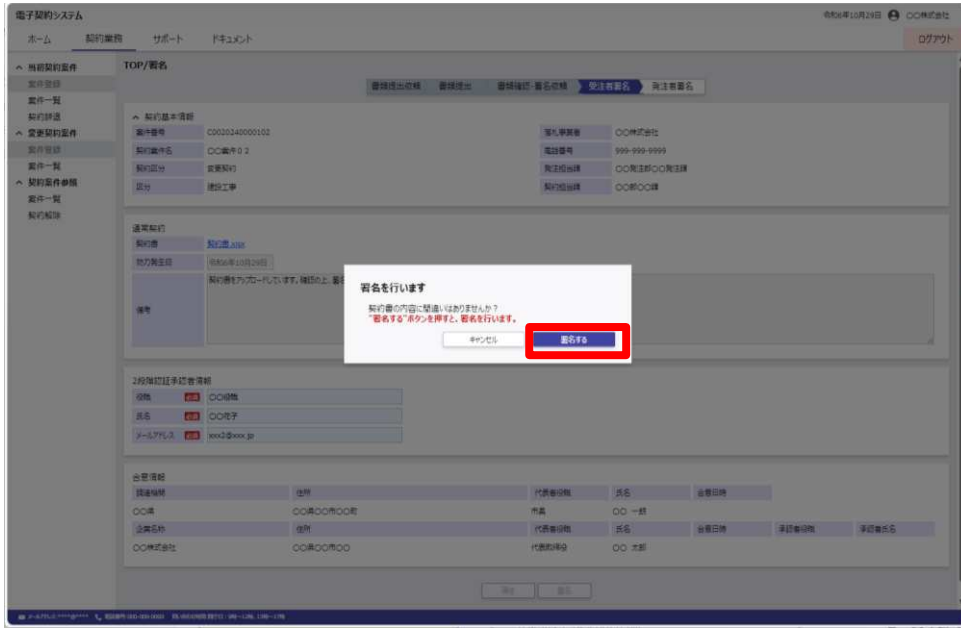 電子契約システム
令和6年10月29日 〇〇株式会社
ホーム 契約業務 サポート ドキュメント ログアウト
当初契約案件
案件登録
案件一覧
契約辞退
変更契約案件
案件登録
案件一覧
契約案件参照
案件一覧
契約解除
TOP/署名
書類提出依頼 書類提出 書類確認・署名依頼 受注者署名 発注者署名
契約基本情報
案件番号 C0020240000102 落札事業者 〇〇株式会社
契約案件名 〇〇案件０２ 電話番号 999-999-9999
契約区分 変更契約 発注担当課 〇〇発注部〇〇発注課
区分 建設工事 契約担当課 〇〇部〇〇課
通常契約
契約書 契約書.xlsx
効力発生日 令和6年10月29日
備考 契約書をアップロードしています。確認の上、署名
署名を行います
契約書の内容に間違いはありませんか？
"署名する"ボタンを押すと、署名を行います。
キャンセル 署名する
2段階認証承認者情報
役職 必須 〇〇役職
氏名 必須 〇〇花子
メールアドレス 必須 xxx2@xxx.jp
合意情報
調達機関 住所 代表者役職 氏名 合意日時
〇〇県 〇〇県〇〇市〇〇町 市長 〇〇 一郎
企業名称 住所 代表者役職 氏名 合意日時 承認者役職 承認者氏名
〇〇株式会社 〇〇県〇〇市〇〇 代表取締役 〇〇 太郎
戻る 署名